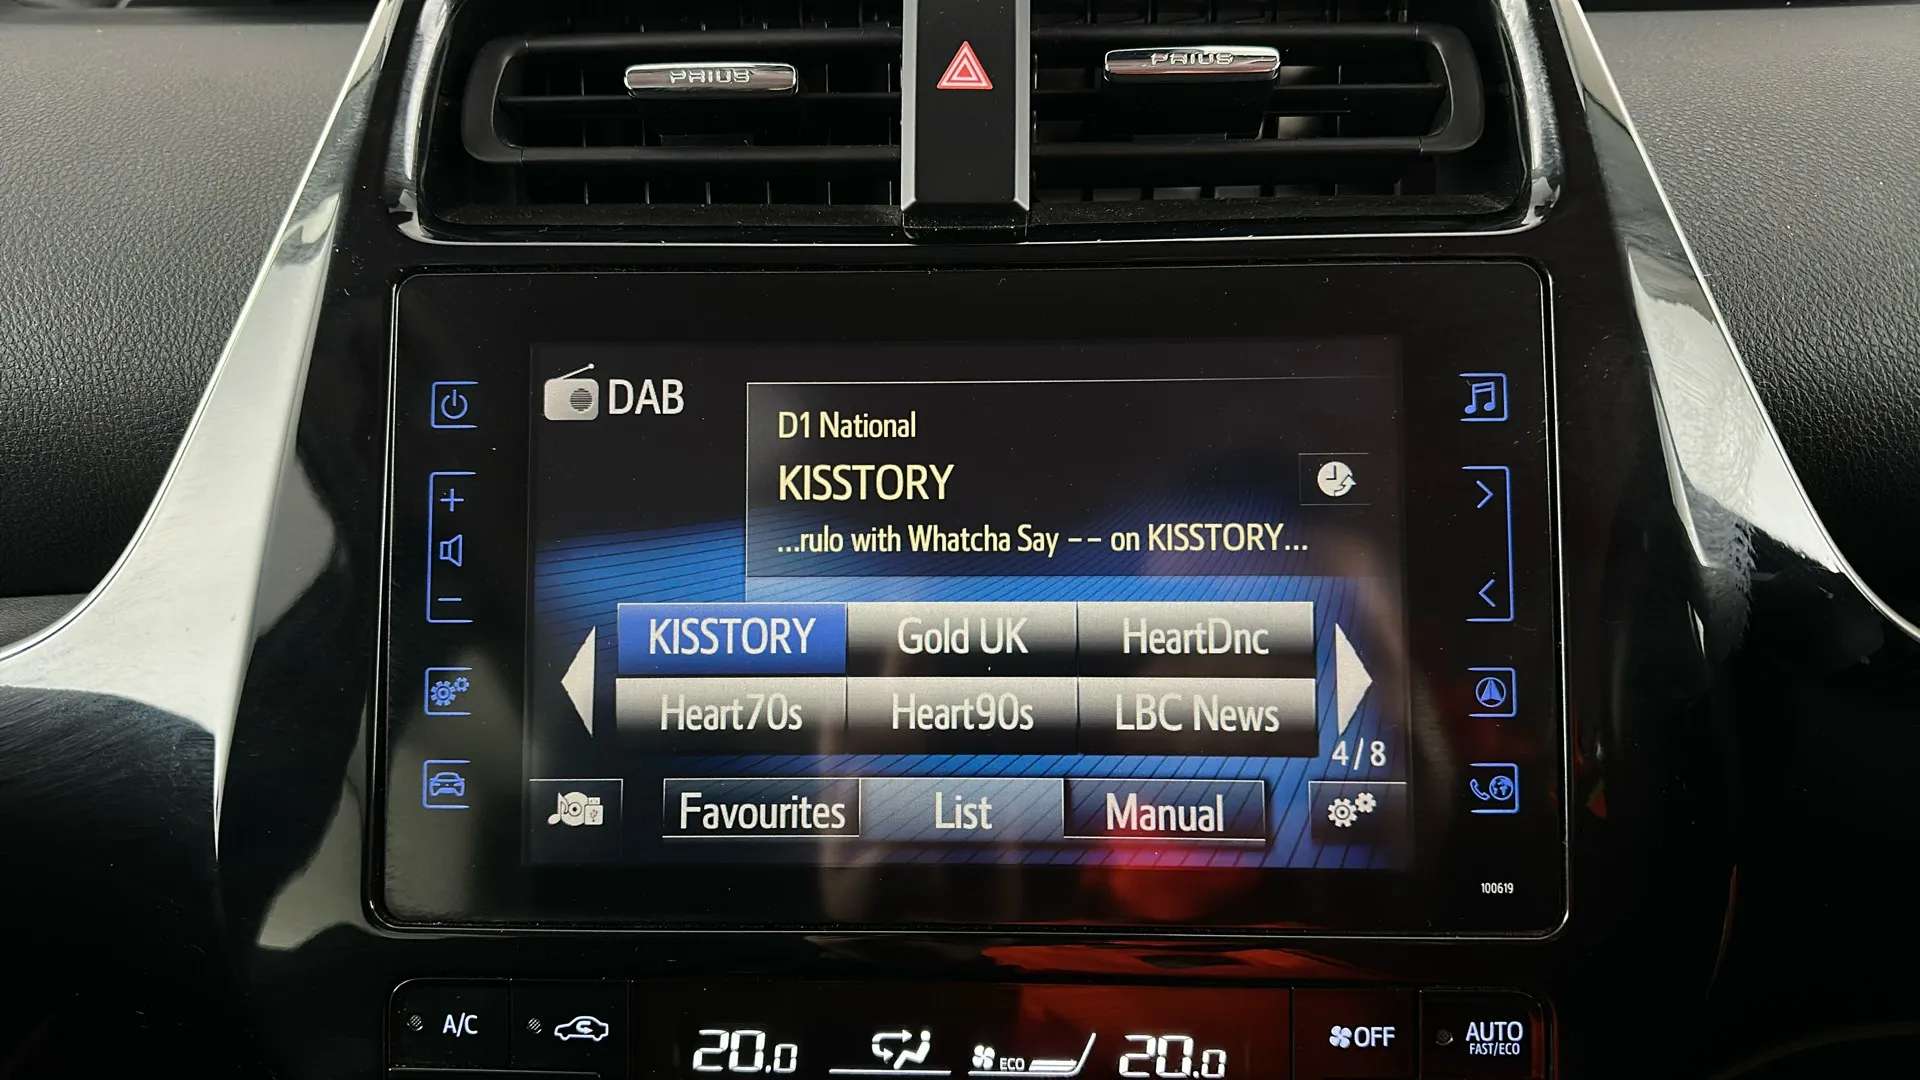 PRIUS
PRIUS
DAB
D1 National
KISSTORY
...rulo with Whatcha Say -- on KISSTORY...
KISSTORY Gold UK HeartDnc
Heart70s Heart90s LBC News
4/8
Favourites List Manual
100619
A/C 20.0 ECO 20.0 OFF AUTO
FAST/ECO